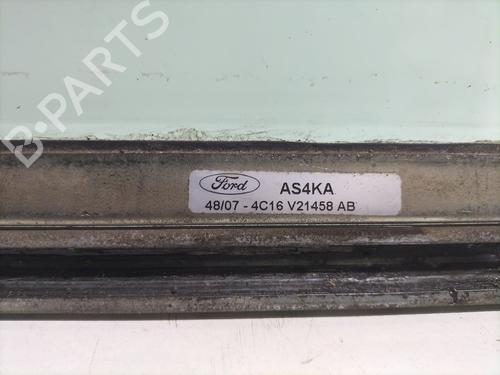 B-Parts
Ford AS4KA
48/07 - 4C16 V21458 AB